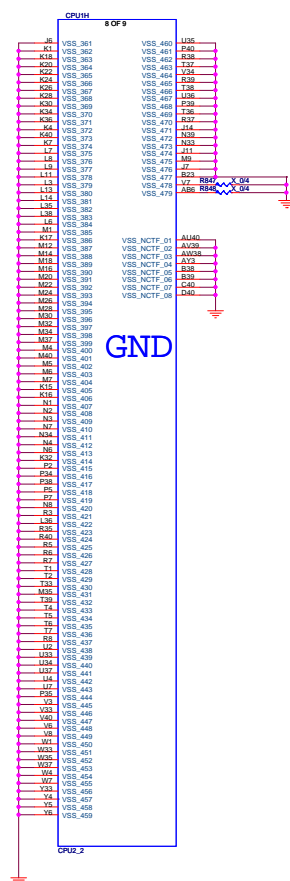 CPU1H
8 OF 9
J6 VSS_361 VSS_460 U35
K1 VSS_362 VSS_461 P40
K18 VSS_363 VSS_462 R38
K20 VSS_364 VSS_463 T37
K22 VSS_365 VSS_464 V34
K24 VSS_366 VSS_465 R39
K26 VSS_367 VSS_466 T38
K28 VSS_368 VSS_467 U36
K30 VSS_369 VSS_468 P39
K34 VSS_370 VSS_469 T36
K36 VSS_371 VSS_470 R37
K4 VSS_372 VSS_471 J14
K40 VSS_373 VSS_472 N39
K7 VSS_374 VSS_473 N33
L7 VSS_375 VSS_474 J11
L8 VSS_376 VSS_475 M9
L9 VSS_377 VSS_476 J7
L11 VSS_378 VSS_477 B23
L3 VSS_379 VSS_478 V7 R847 X_0/4
L13 VSS_380 VSS_479 AB6 R848 X_0/4
L14 VSS_381
L35 VSS_382
L38 VSS_383
L6 VSS_384
M1 VSS_385
K17 VSS_386 VSS_NCTF_01 AU40
M12 VSS_387 VSS_NCTF_02 AV39
M14 VSS_388 VSS_NCTF_03 AW38
M18 VSS_389 VSS_NCTF_04 AY3
M16 VSS_390 VSS_NCTF_05 B38
M20 VSS_391 VSS_NCTF_06 B39
M22 VSS_392 VSS_NCTF_07 C40
M24 VSS_393 VSS_NCTF_08 D40
M26 VSS_394
M28 VSS_395
M30 VSS_396
M32 VSS_397
M34 VSS_398
M37 VSS_399
GND
M4 VSS_400
M40 VSS_401
M5 VSS_402
M6 VSS_403
M7 VSS_404
K15 VSS_405
K16 VSS_406
N1 VSS_407
N2 VSS_408
N3 VSS_409
N7 VSS_410
N34 VSS_411
N4 VSS_412
N6 VSS_413
K32 VSS_414
P2 VSS_415
P34 VSS_416
P38 VSS_417
P5 VSS_418
P7 VSS_419
N8 VSS_420
R3 VSS_421
L36 VSS_422
R35 VSS_423
R40 VSS_424
R5 VSS_425
R6 VSS_426
R7 VSS_427
T1 VSS_428
T2 VSS_429
T33 VSS_430
M35 VSS_431
T39 VSS_432
T4 VSS_433
T5 VSS_434
T6 VSS_435
T7 VSS_436
R8 VSS_437
U2 VSS_438
U33 VSS_439
U34 VSS_440
U37 VSS_441
U4 VSS_442
U7 VSS_443
P35 VSS_444
V3 VSS_445
V33 VSS_446
V40 VSS_447
V6 VSS_448
V8 VSS_449
W1 VSS_450
W33 VSS_451
W35 VSS_452
W37 VSS_453
W4 VSS_454
W7 VSS_455
Y33 VSS_456
Y4 VSS_457
Y5 VSS_458
Y6 VSS_459
CPU2_2